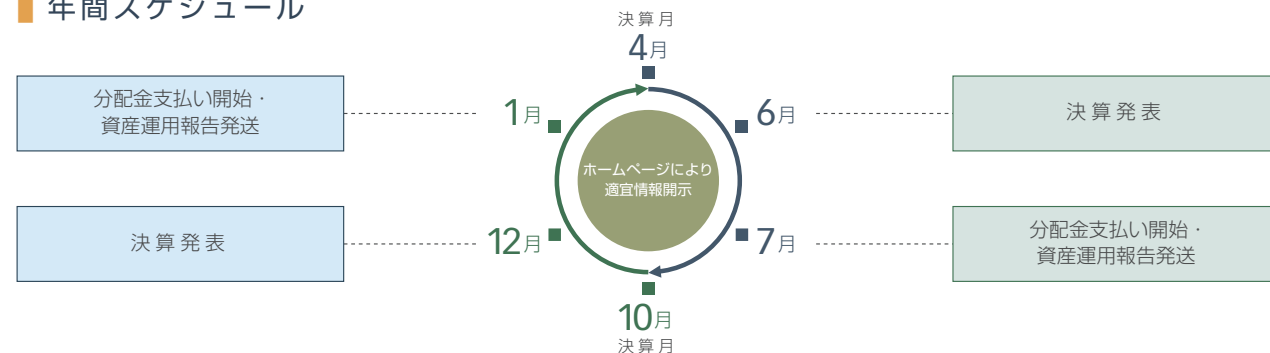 年間スケジュール
決算月
4月
分配金支払い開始・
資産運用報告発送
1月
6月
決算発表
ホームページにより
適宜情報開示
決算発表
12月
7月
分配金支払い開始・
資産運用報告発送
10月
決算月